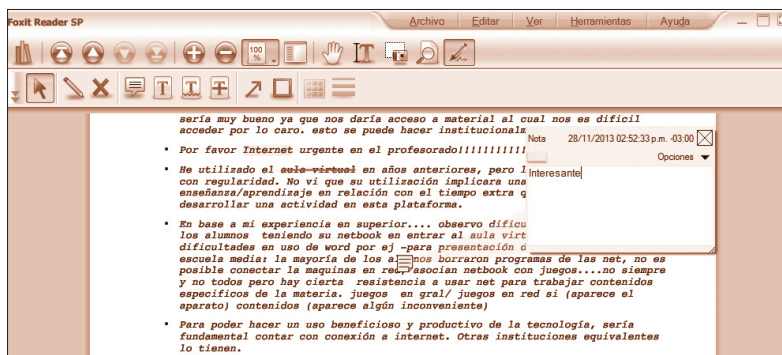 Foxit Reader SP
Archivo Editar Ver Herramientas Ayuda
100 %
sería muy bueno ya que nos daría acceso a material al cual nos es dificil
acceder por lo caro. esto se puede hacer institucionalm
▪ Por favor Internet urgente en el profesorado!!!!!!!!!!!!
▪ He utilizado el aula virtual en años anteriores, pero l
con regularidad. No vi que su utilización implicara una
enseñanza/aprendizaje en relación con el tiempo extra q
desarrollar una actividad en esta plataforma.
▪ En base a mi experiencia en superior.... observo dificu
los alumnos teniendo su netbook en entrar al aula virt
dificultades en uso de word por ej -para presentación d
escuela media: la mayoría de los al nos borraron programas de las net, no es
posible conectar la maquinas en red, asocian netbook con juegos....no siempre
y no todos pero hay cierta resistencia a usar net para trabajar contenidos
especificos de la materia. juegos en gral/ juegos en red si (aparece el
aparato) contenidos (aparece algún inconveniente)
▪ Para poder hacer un uso beneficioso y productivo de la tecnología, sería
fundamental contar con conexión a internet. Otras instituciones equivalentes
lo tienen.
Nota 28/11/2013 02:52:33 p.m. -03:00
Opciones
Interesante